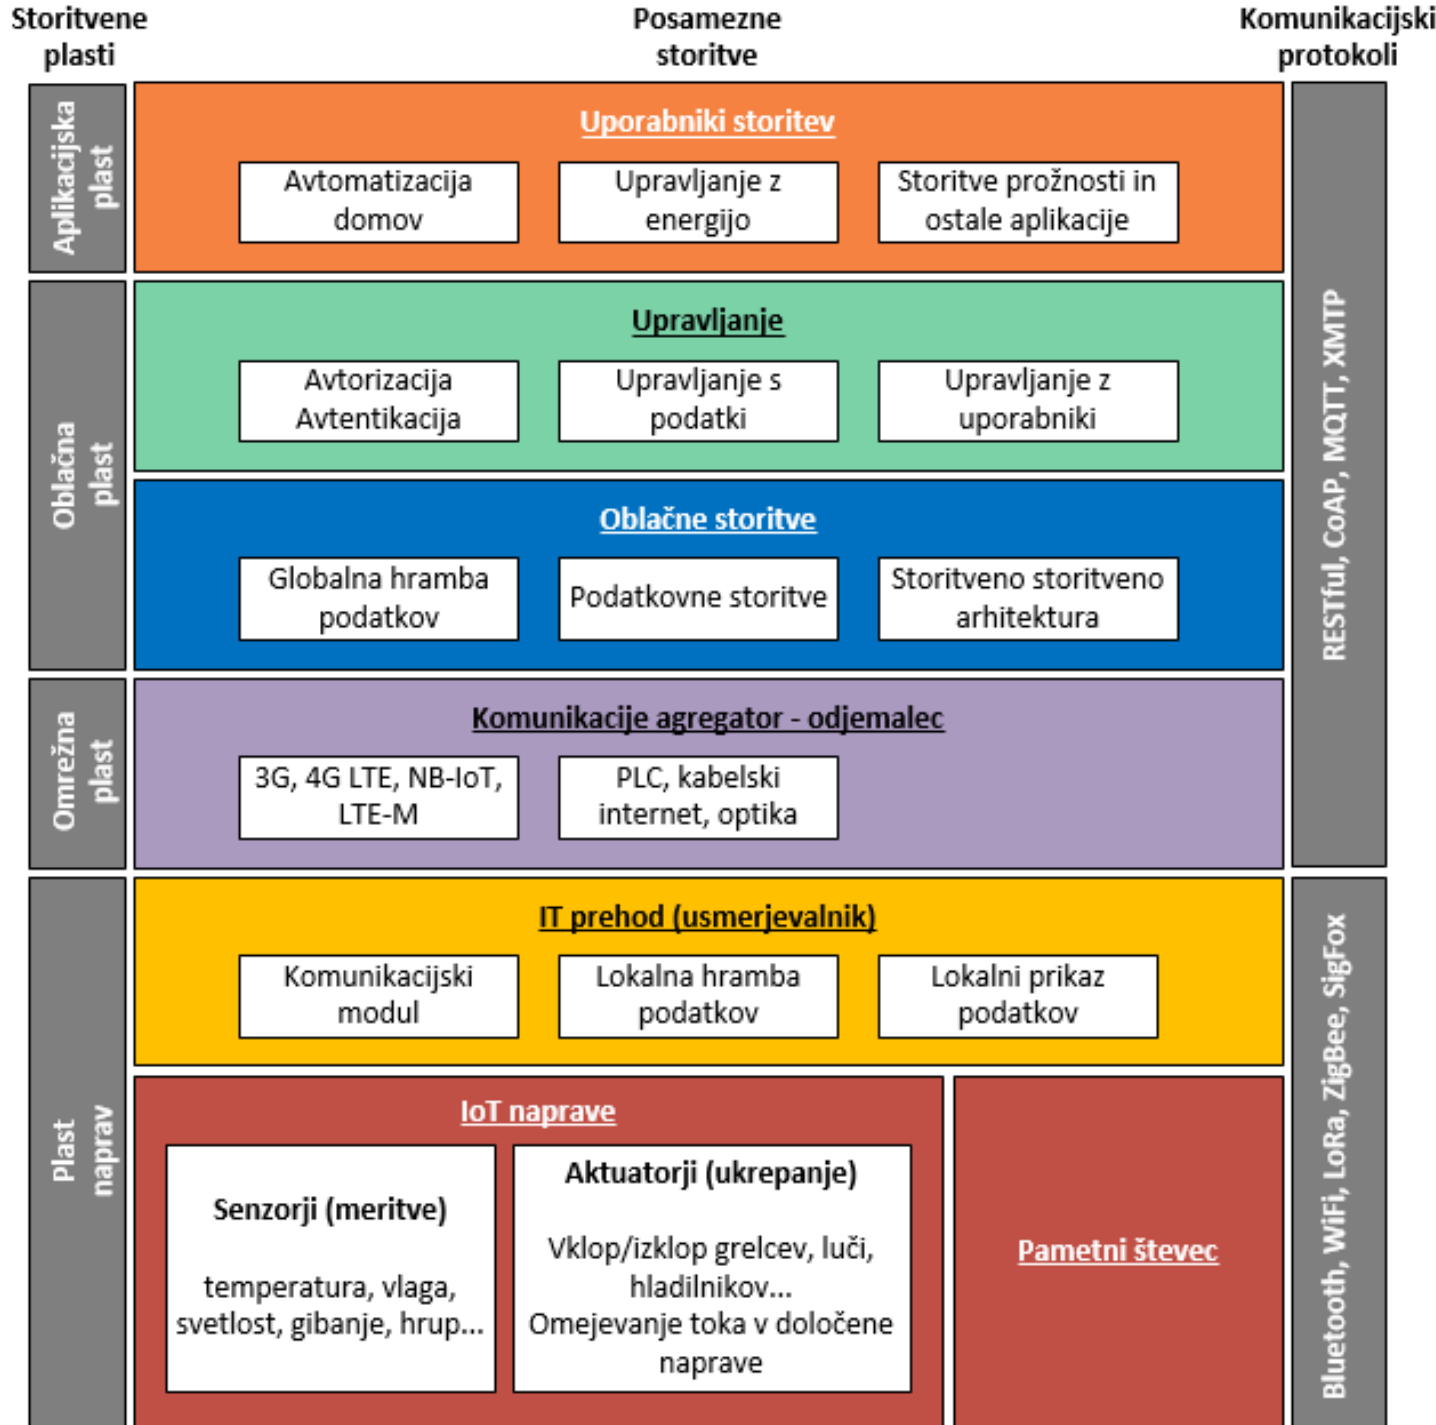 Storitvene
plasti
Posamezne
storitve
Komunikacijski
protokoli
Aplikacijska
plast
Uporabniki storitev
Avtomatizacija
domov
Upravljanje z
energijo
Storitve prožnosti in
ostale aplikacije
Oblačna
plast
Upravljanje
Avtorizacija
Avtentikacija
Upravljanje s
podatki
Upravljanje z
uporabniki
Oblačne storitve
Globalna hramba
podatkov
Podatkovne storitve
Storitveno storitveno
arhitektura
RESTful, CoAP, MQTT, XMTP
Omrežna
plast
Komunikacije agregator - odjemalec
3G, 4G LTE, NB-IoT,
LTE-M
PLC, kabelski
internet, optika
Plast
naprav
IT prehod (usmerjevalnik)
Komunikacijski
modul
Lokalna hramba
podatkov
Lokalni prikaz
podatkov
IoT naprave
Senzorji (meritve)
temperatura, vlaga,
svetlost, gibanje, hrup...
Aktuatorji (ukrepanje)
Vklop/izklop grelcev, luči,
hladilnikov...
Omejevanje toka v določene
naprave
Pametni števec
Bluetooth, WiFi, LoRa, ZigBee, SigFox